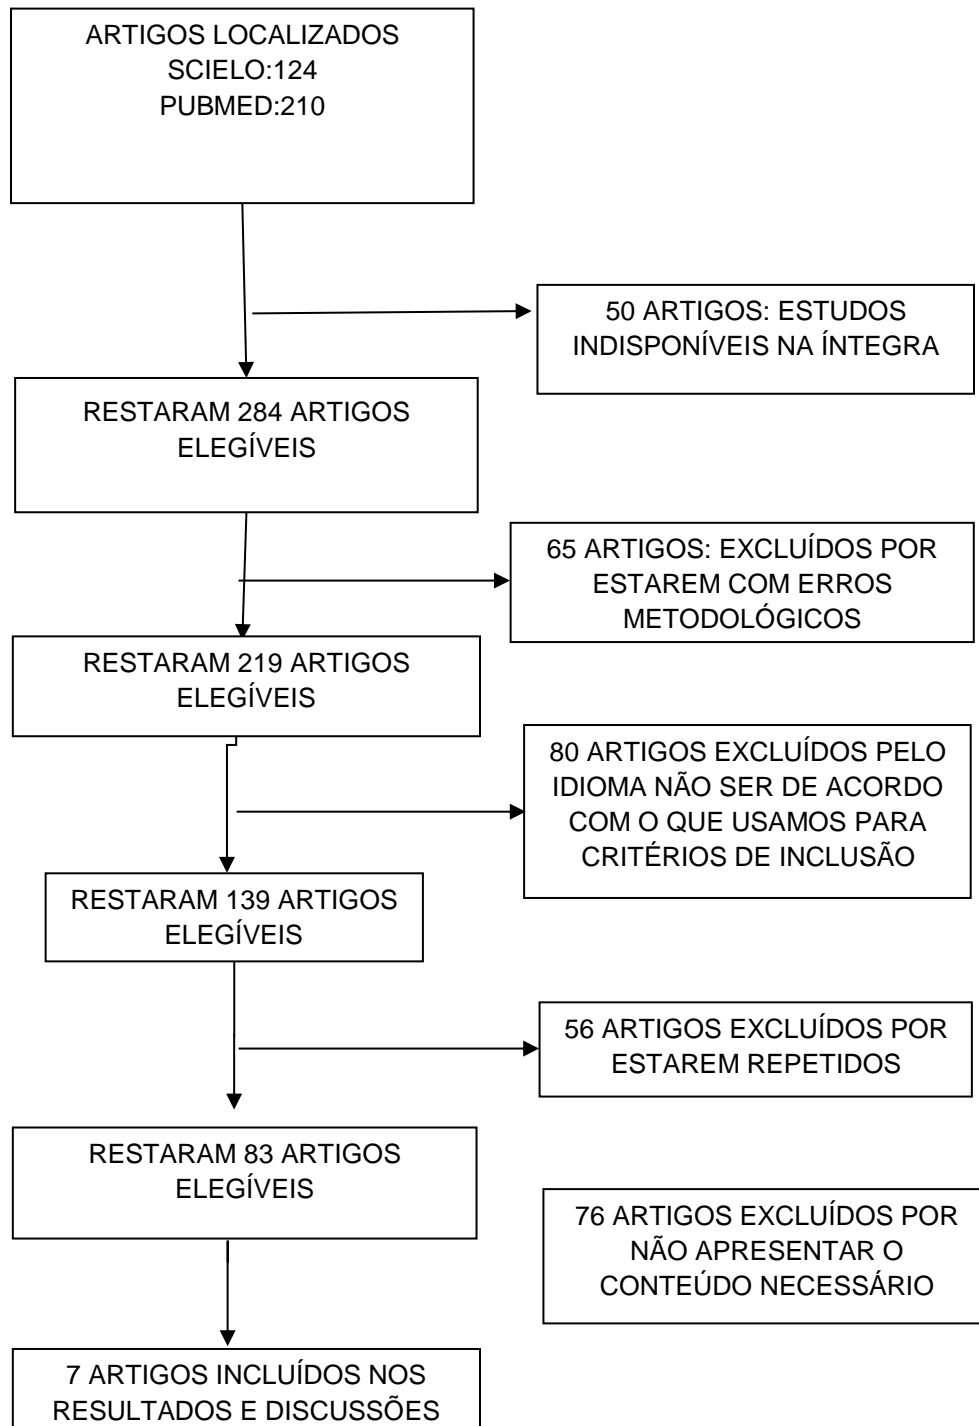 ARTIGOS LOCALIZADOS
SCIELO:124
PUBMED:210
50 ARTIGOS: ESTUDOS
INDISPONÍVEIS NA ÍNTEGRA
RESTARAM 284 ARTIGOS
ELEGÍVEIS
65 ARTIGOS: EXCLUÍDOS POR
ESTAREM COM ERROS
METODOLÓGICOS
RESTARAM 219 ARTIGOS
ELEGÍVEIS
80 ARTIGOS EXCLUÍDOS PELO
IDIOMA NÃO SER DE ACORDO
COM O QUE USAMOS PARA
CRITÉRIOS DE INCLUSÃO
RESTARAM 139 ARTIGOS
ELEGÍVEIS
56 ARTIGOS EXCLUÍDOS POR
ESTAREM REPETIDOS
RESTARAM 83 ARTIGOS
ELEGÍVEIS
76 ARTIGOS EXCLUÍDOS POR
NÃO APRESENTAR O
CONTEÚDO NECESSÁRIO
7 ARTIGOS INCLUÍDOS NOS
RESULTADOS E DISCUSSÕES